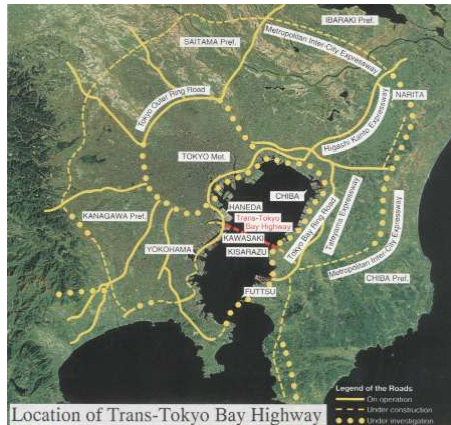 IBARAKI Pref.
SAITAMA Pref.
Metropolitan Inter-City Expressway
NARITA
Tokyo Outer Ring Road
Higashi Kanto Expressway
TOKYO Met.
CHIBA
HANEDA
Trans-Tokyo
Bay Highway
KANAGAWA Pref.
KAWASAKI
Tokyo Bay Ring Road
Tateyama Expressway
YOKOHAMA
KISARAZU
Metropolitan Inter-City Expressway
CHIBA Pref.
FUTTSU
Legend of the Roads
On operation
Under construction
Under investigation
Location of Trans-Tokyo Bay Highway